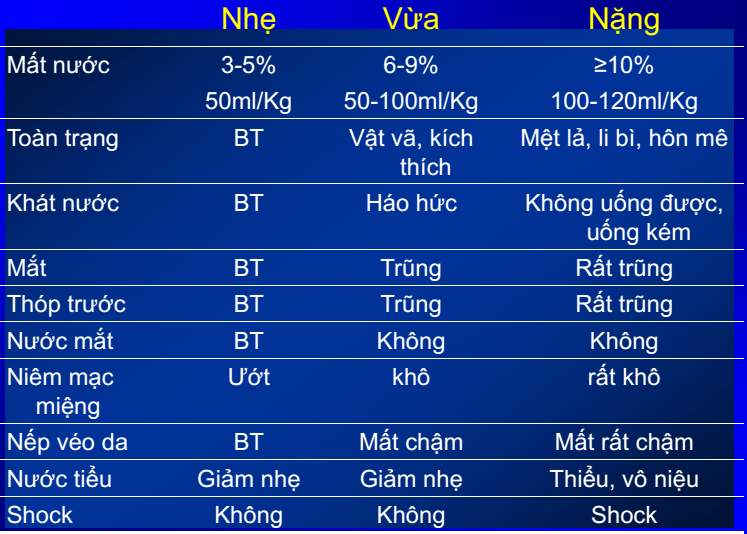 Nhẹ Vừa Nặng
Mất nước 3-5% 6-9% ≥10%
50ml/Kg 50-100ml/Kg 100-120ml/Kg
Toàn trạng BT Vật vã, kích Mệt lả, li bì, hôn mê
thích
Khát nước BT Háo hức Không uống được,
uống kém
Mắt BT Trũng Rất trũng
Thóp trước BT Trũng Rất trũng
Nước mắt BT Không Không
Niêm mạc Ướt khô rất khô
miệng
Nếp véo da BT Mất chậm Mất rất chậm
Nước tiểu Giảm nhẹ Giảm nhẹ Thiểu, vô niệu
Shock Không Không Shock